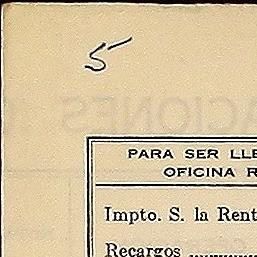 5
PARA SER LLE
OFICINA R
Impto. S. la Rent
Recargos